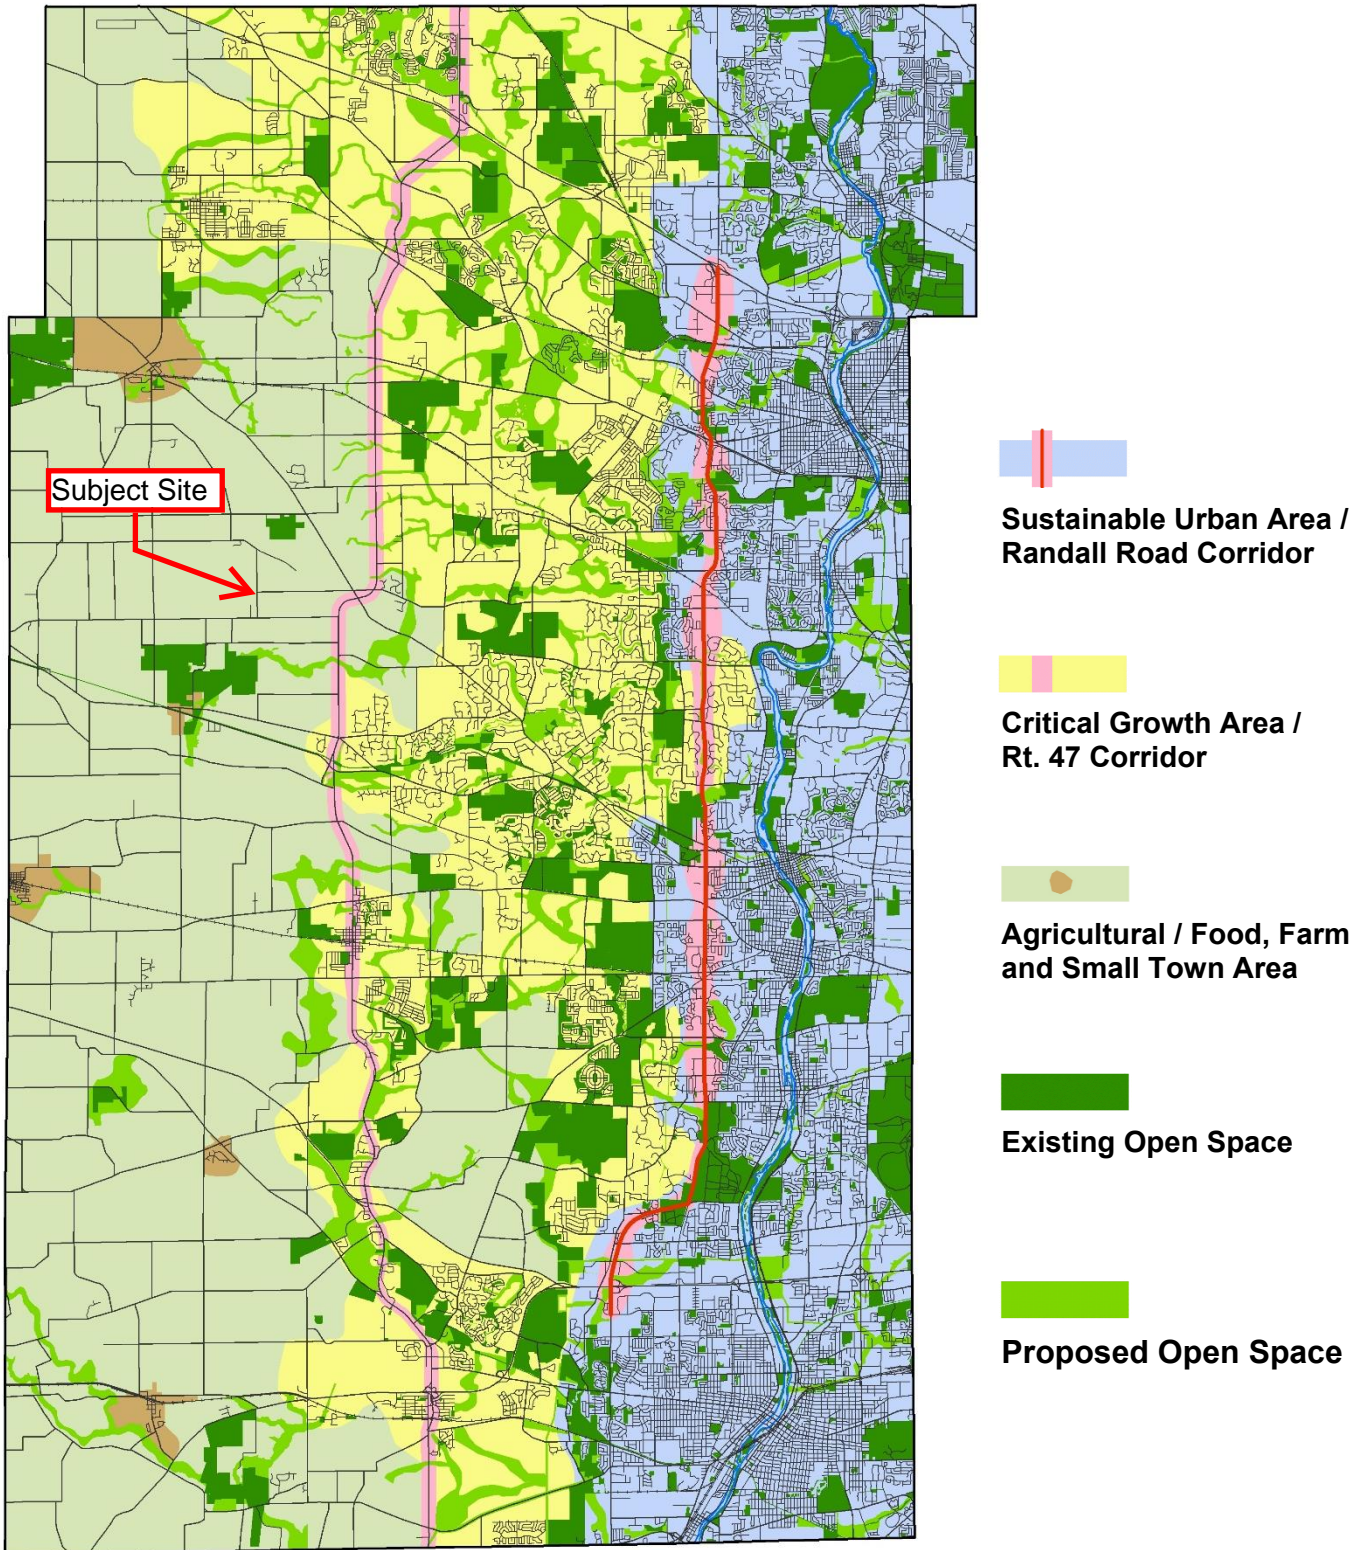 Subject Site
Sustainable Urban Area /
Randall Road Corridor
Critical Growth Area /
Rt. 47 Corridor
Agricultural / Food, Farm
and Small Town Area
Existing Open Space
Proposed Open Space